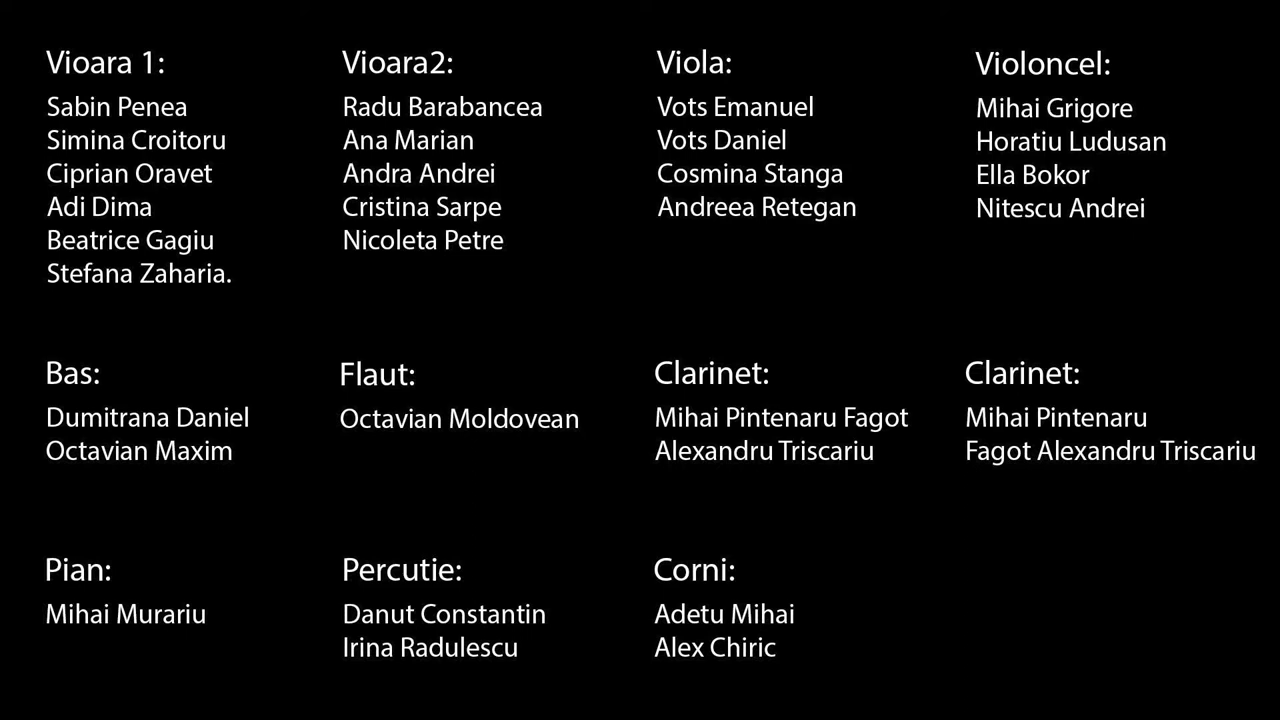 Vioara 1:
Sabin Penea
Simina Croitoru
Ciprian Oravet
Adi Dima
Beatrice Gagiu
Stefana Zaharia.
Vioara2:
Radu Barabancea
Ana Marian
Andra Andrei
Cristina Sarpe
Nicoleta Petre
Viola:
Vots Emanuel
Vots Daniel
Cosmina Stanga
Andreea Retegan
Violoncel:
Mihai Grigore
Horatiu Ludusan
Ella Bokor
Nitescu Andrei
Bas:
Dumitrana Daniel
Octavian Maxim
Flaut:
Octavian Moldovean
Clarinet:
Mihai Pintenaru Fagot
Alexandru Triscariu
Clarinet:
Mihai Pintenaru
Fagot Alexandru Triscariu
Pian:
Mihai Murariu
Percutie:
Danut Constantin
Irina Radulescu
Corni:
Adetu Mihai
Alex Chiric